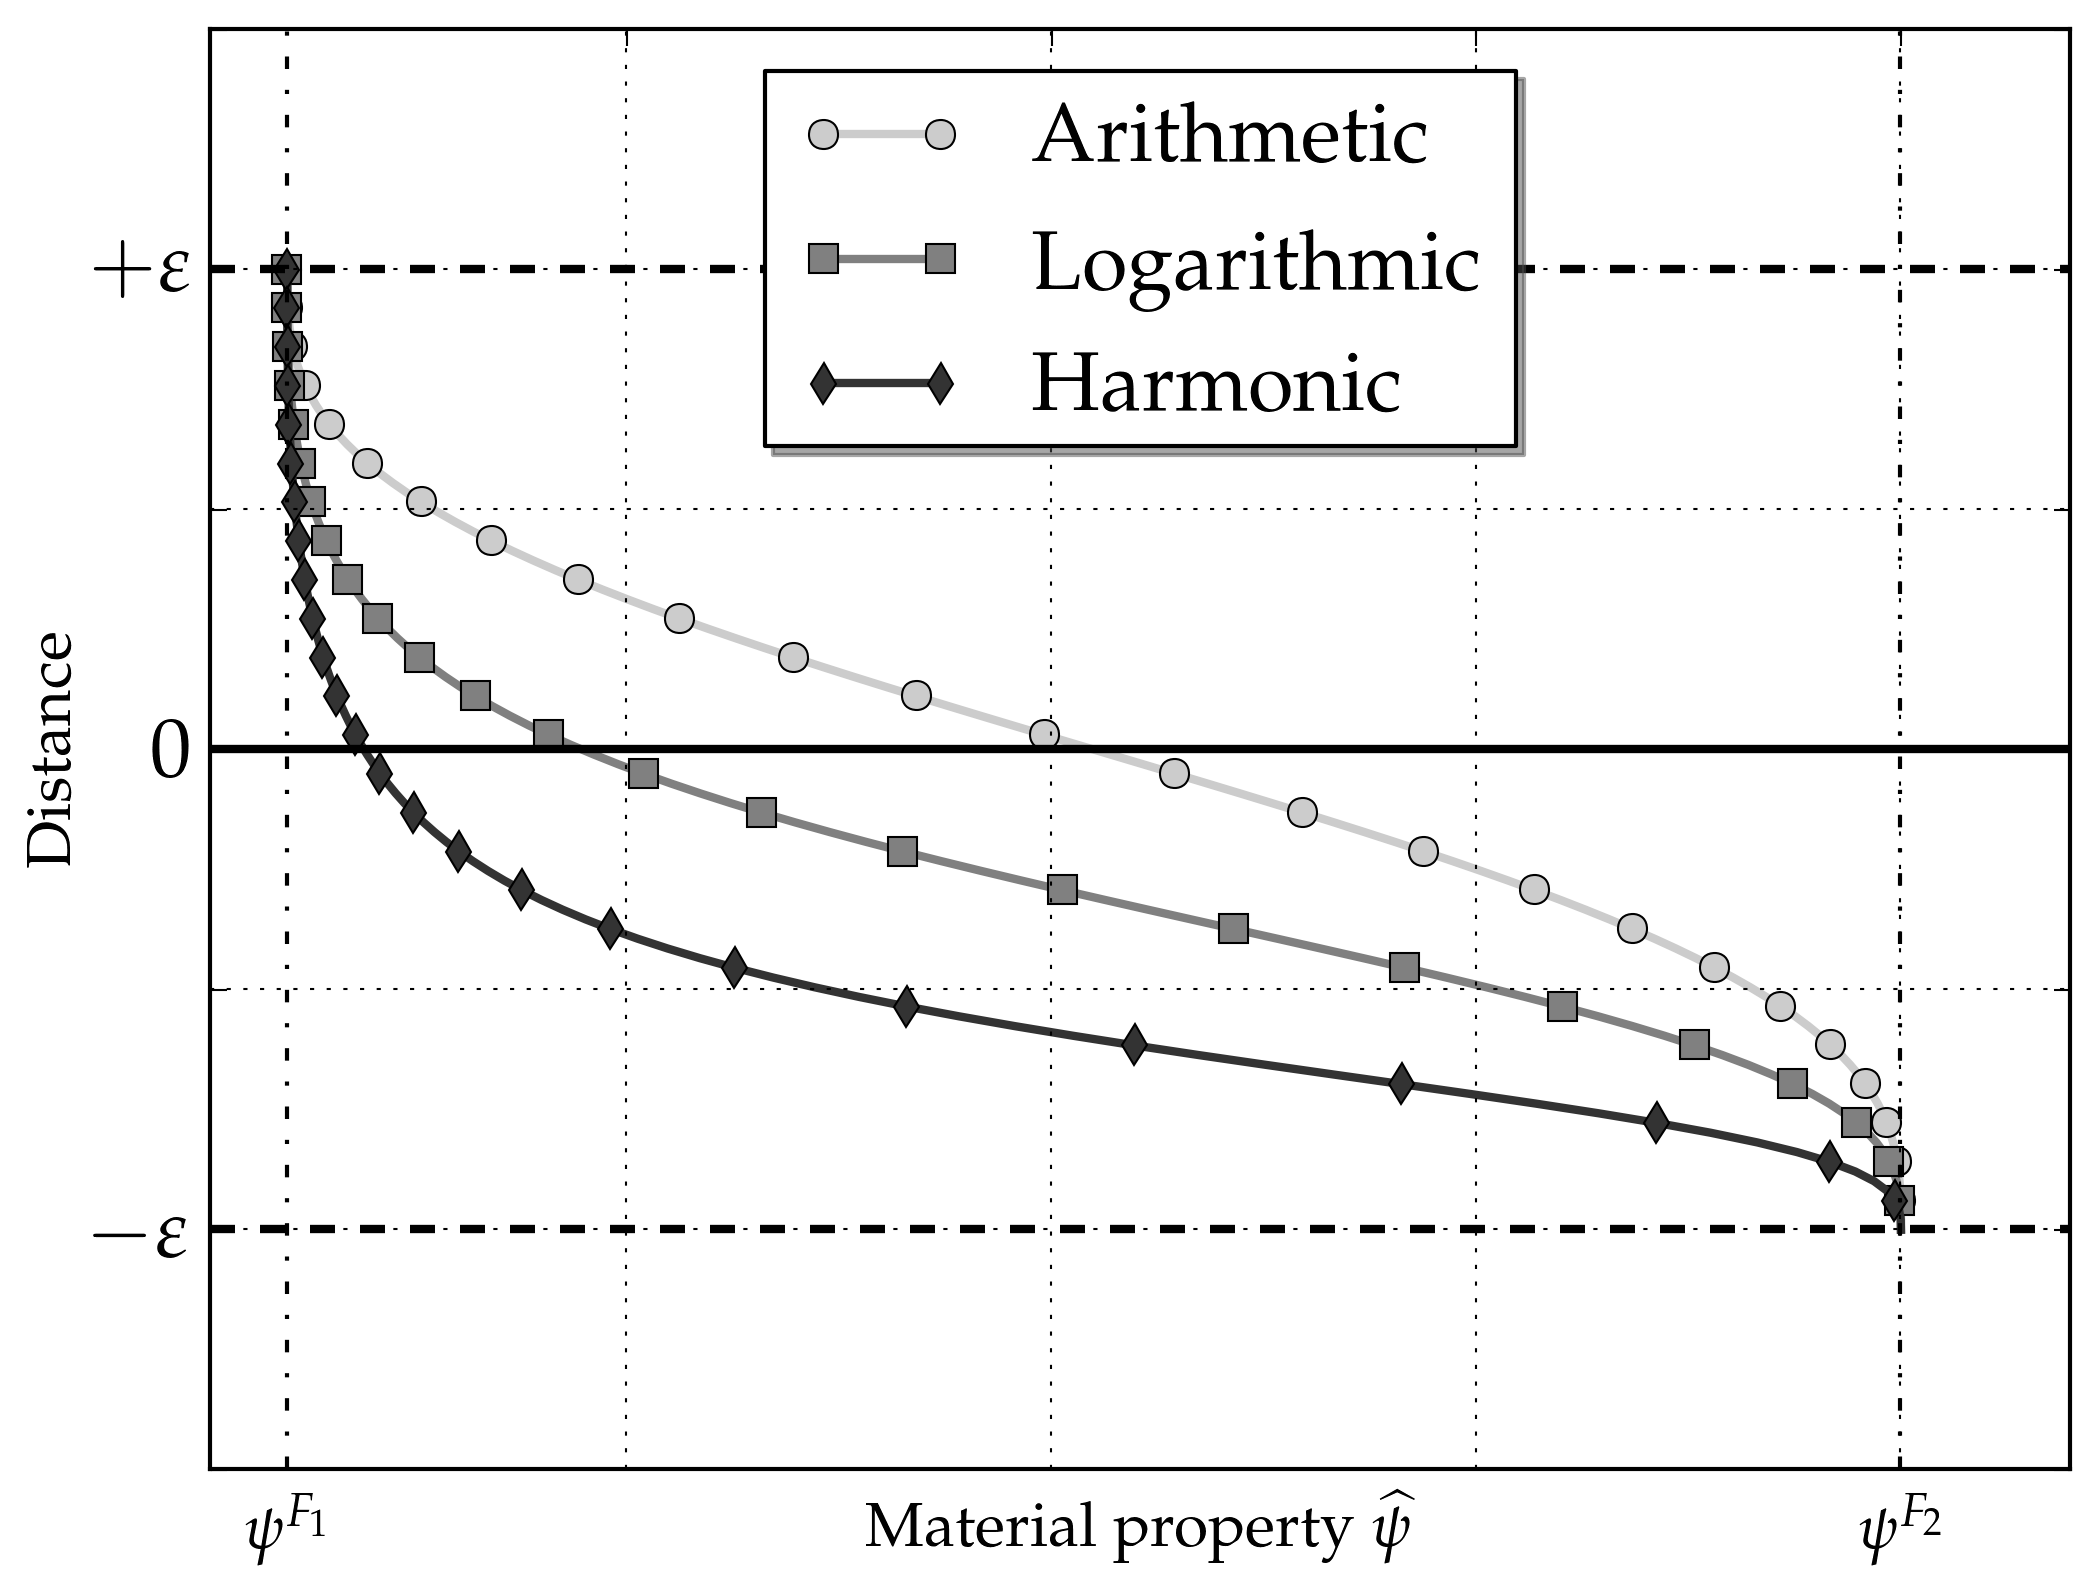 Arithmetic
Logarithmic
Harmonic
+ε
0
−ε
Distance
ψ^F₁
Material property ψ̂
ψ^F₂